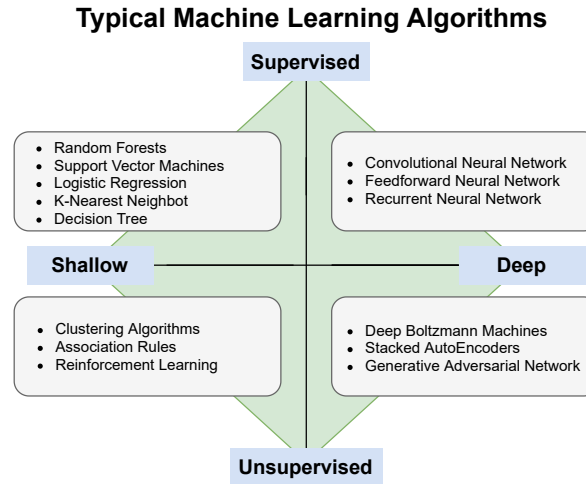 Typical Machine Learning Algorithms
Supervised
• Random Forests
• Support Vector Machines
• Logistic Regression
• K-Nearest Neighbot
• Decision Tree
• Convolutional Neural Network
• Feedforward Neural Network
• Recurrent Neural Network
Shallow
Deep
• Clustering Algorithms
• Association Rules
• Reinforcement Learning
• Deep Boltzmann Machines
• Stacked AutoEncoders
• Generative Adversarial Network
Unsupervised